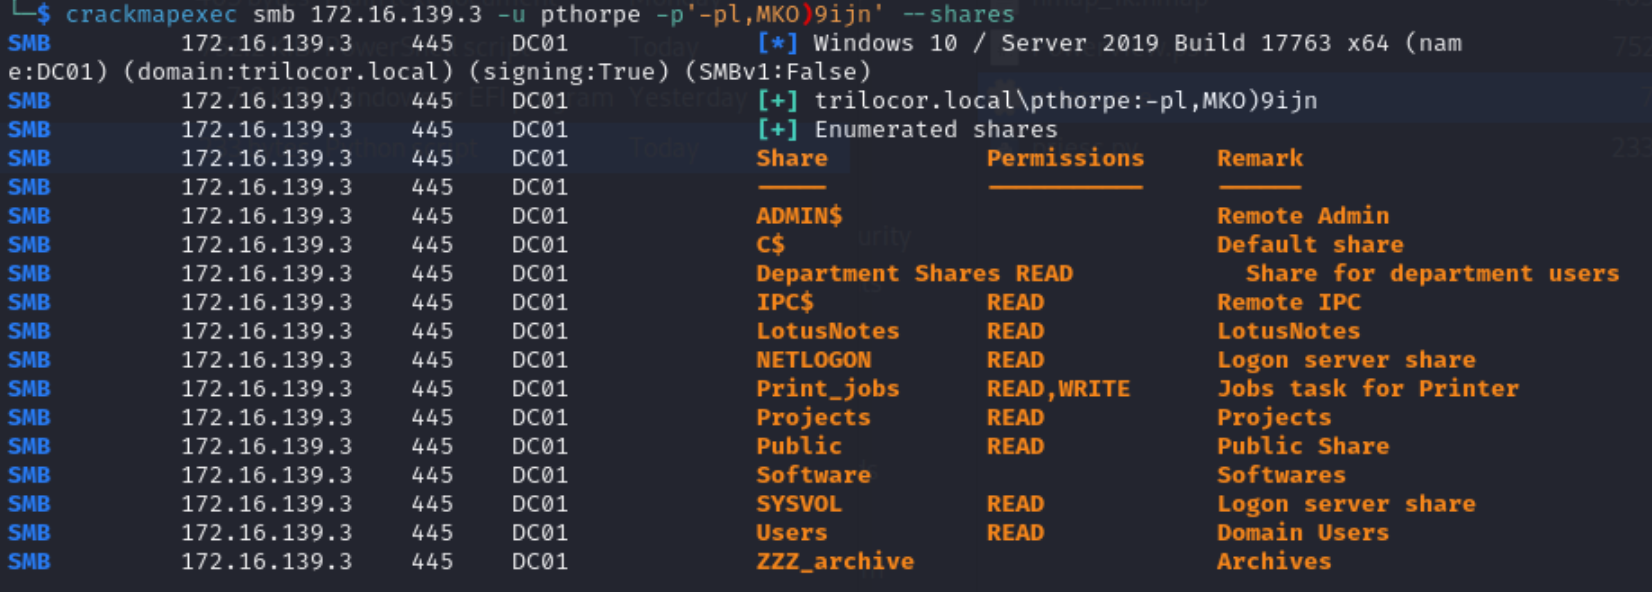 └─$ crackmapexec smb 172.16.139.3 -u pthorpe -p'-pl,MKO)9ijn' --shares
SMB 172.16.139.3 445 DC01 [*] Windows 10 / Server 2019 Build 17763 x64 (nam
e:DC01) (domain:trilocor.local) (signing:True) (SMBv1:False)
SMB 172.16.139.3 445 DC01 [+] trilocor.local\pthorpe:-pl,MKO)9ijn
SMB 172.16.139.3 445 DC01 [+] Enumerated shares
SMB 172.16.139.3 445 DC01 Share Permissions Remark
SMB 172.16.139.3 445 DC01 ----- ----------- ------
SMB 172.16.139.3 445 DC01 ADMIN$ Remote Admin
SMB 172.16.139.3 445 DC01 C$ Default share
SMB 172.16.139.3 445 DC01 Department Shares READ Share for department users
SMB 172.16.139.3 445 DC01 IPC$ READ Remote IPC
SMB 172.16.139.3 445 DC01 LotusNotes READ LotusNotes
SMB 172.16.139.3 445 DC01 NETLOGON READ Logon server share
SMB 172.16.139.3 445 DC01 Print_jobs READ,WRITE Jobs task for Printer
SMB 172.16.139.3 445 DC01 Projects READ Projects
SMB 172.16.139.3 445 DC01 Public READ Public Share
SMB 172.16.139.3 445 DC01 Software Softwares
SMB 172.16.139.3 445 DC01 SYSVOL READ Logon server share
SMB 172.16.139.3 445 DC01 Users READ Domain Users
SMB 172.16.139.3 445 DC01 ZZZ_archive Archives